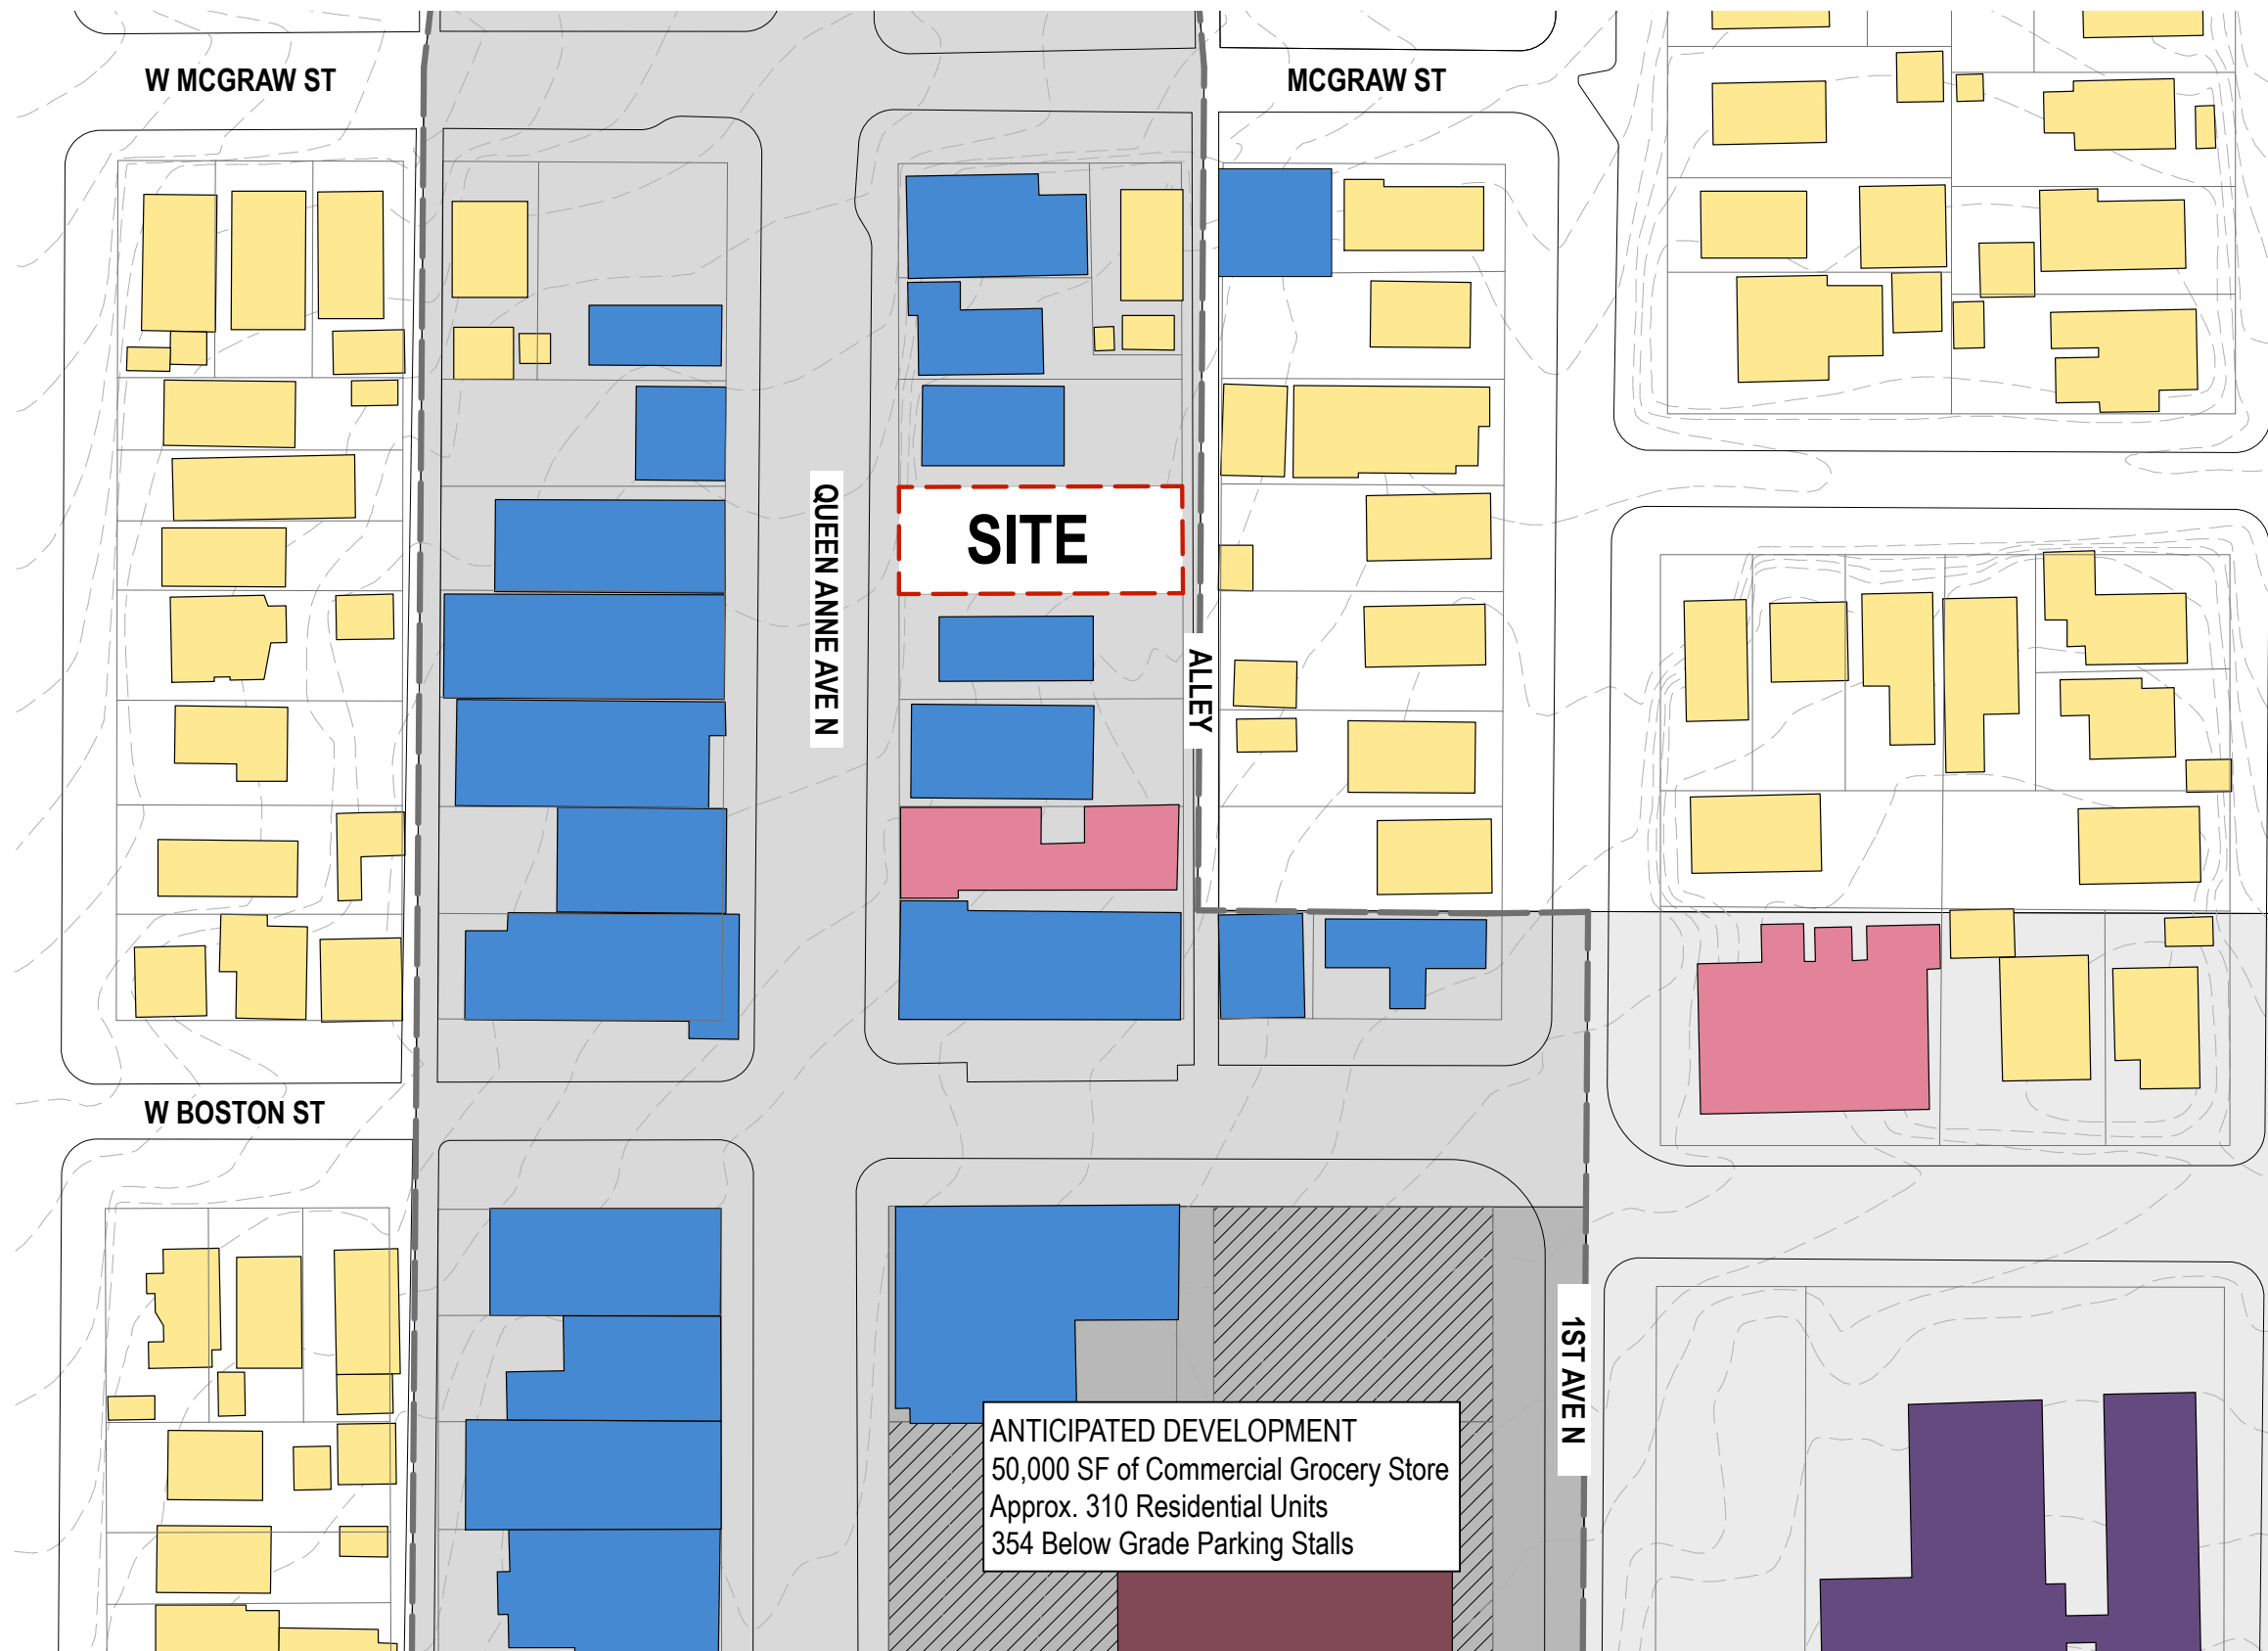 W MCGRAW ST
MCGRAW ST
QUEEN ANNE AVE N
SITE
ALLEY
W BOSTON ST
1ST AVE N
ANTICIPATED DEVELOPMENT
50,000 SF of Commercial Grocery Store
Approx. 310 Residential Units
354 Below Grade Parking Stalls